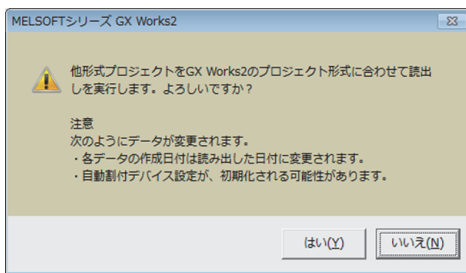 MELSOFTシリーズ GX Works2
他形式プロジェクトをGX Works2のプロジェクト形式に合わせて読出
しを実行します。よろしいですか？
注意
次のようにデータが変更されます。
・各データの作成日付は読み出した日付に変更されます。
・自動割付デバイス設定が、初期化される可能性があります。
はい(Y)
いいえ(N)